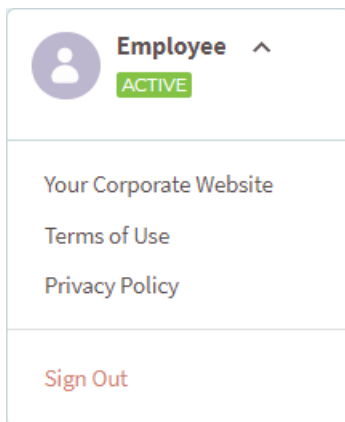 Employee
ACTIVE
Your Corporate Website
Terms of Use
Privacy Policy
Sign Out